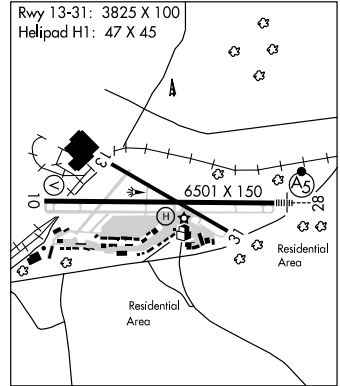 Rwy 13-31: 3825 X 100
Helipad H1: 47 X 45
13
V
6501 X 150
A5
10
H
28
31
Residential
Area
Residential
Area